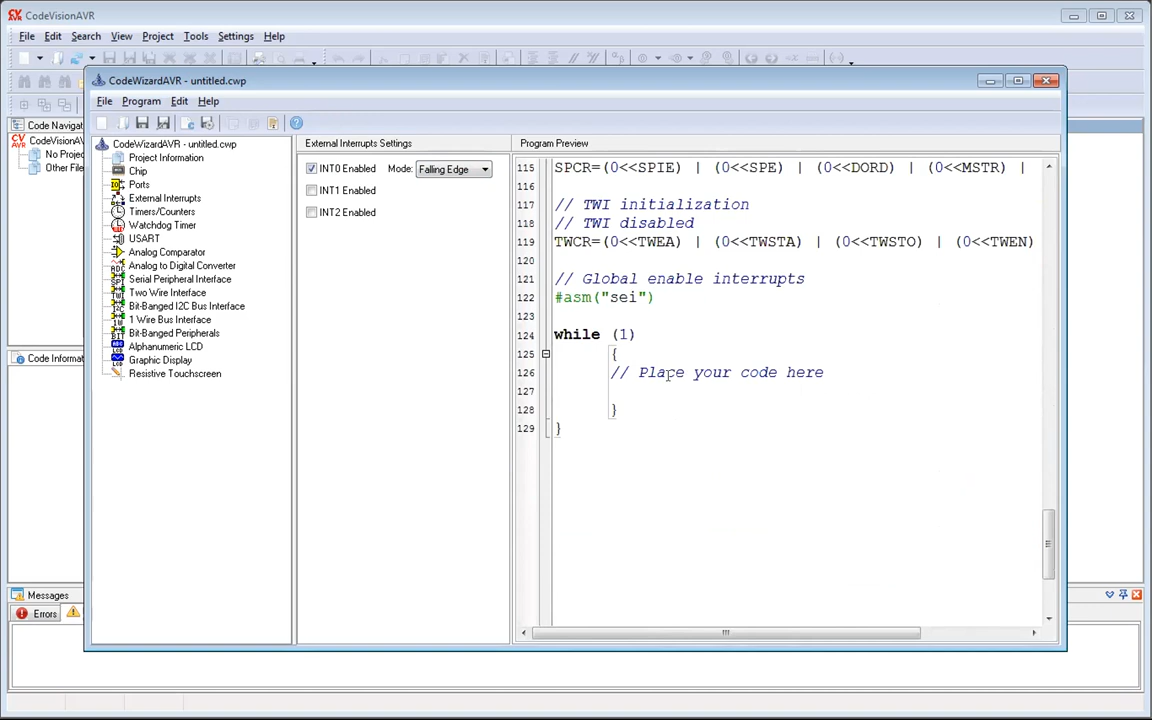 CodeVisionAVR
File Edit Search View Project Tools Settings Help
CodeWizardAVR - untitled.cwp
File Program Edit Help
Code Navig
CodeVisionAV
No Projec
Other File
Code Informat
Messages
Errors
CodeWizardAVR - untitled.cwp
Project Information
Chip
Ports
External Interrupts
Timers/Counters
Watchdog Timer
USART
Analog Comparator
Analog to Digital Converter
Serial Peripheral Interface
Two Wire Interface
Bit-Banged I2C Bus Interface
1 Wire Bus Interface
Bit-Banged Peripherals
Alphanumeric LCD
Graphic Display
Resistive Touchscreen
External Interrupts Settings
INT0 Enabled Mode: Falling Edge
INT1 Enabled
INT2 Enabled
Program Preview
115 SPCR=(0<<SPIE) | (0<<SPE) | (0<<DORD) | (0<<MSTR) |
116
117 // TWI initialization
118 // TWI disabled
119 TWCR=(0<<TWEA) | (0<<TWSTA) | (0<<TWSTO) | (0<<TWEN)
120
121 // Global enable interrupts
122 #asm("sei")
123
124 while (1)
125 {
126 // Place your code here
127
128 }
129 }